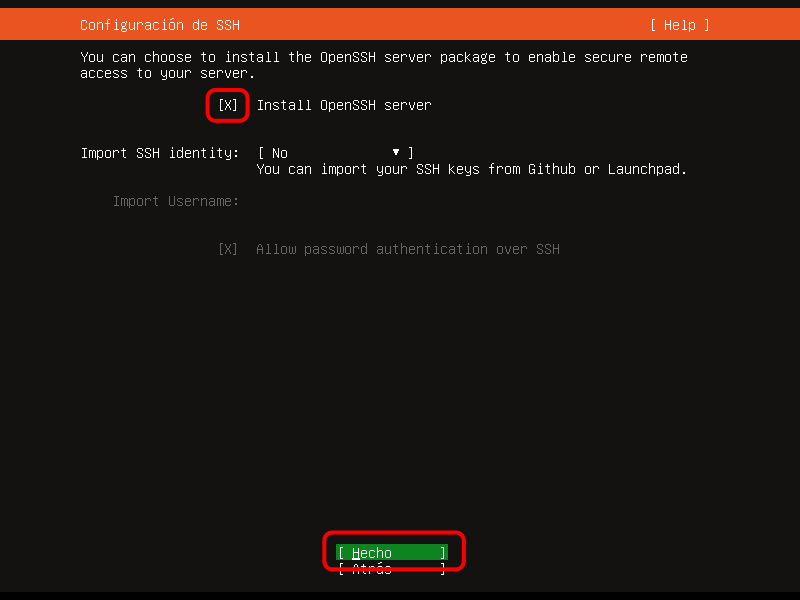 Configuración de SSH [ Help ]
You can choose to install the OpenSSH server package to enable secure remote
access to your server.
[X] Install OpenSSH server
Import SSH identity: [ No ▾ ]
You can import your SSH keys from Github or Launchpad.
Import Username:
[X] Allow password authentication over SSH
[ Hecho ]
[ Atrás ]